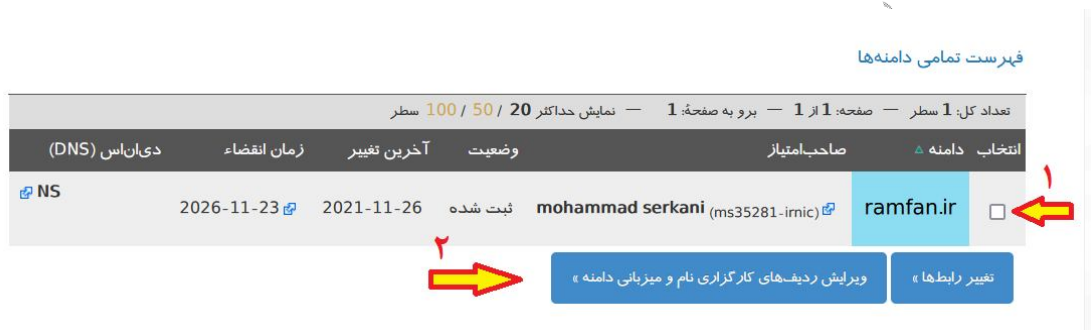 فهرست تمامی دامنه‌ها
تعداد کل: 1 سطر — صفحه: 1 از 1 — برو به صفحهٔ: 1 — نمایش حداکثر 20 / 50 / 100 سطر
انتخاب دامنه صاحب‌امتیاز وضعیت آخرین تغییر زمان انقضاء دی‌ان‌اس (DNS)
۱
ramfan.ir mohammad serkani (ms35281-irnic) ثبت شده 2021-11-26 2026-11-23 NS
۲
تغییر رابط‌ها » ویرایش ردیف‌های کارگزاری نام و میزبانی دامنه »